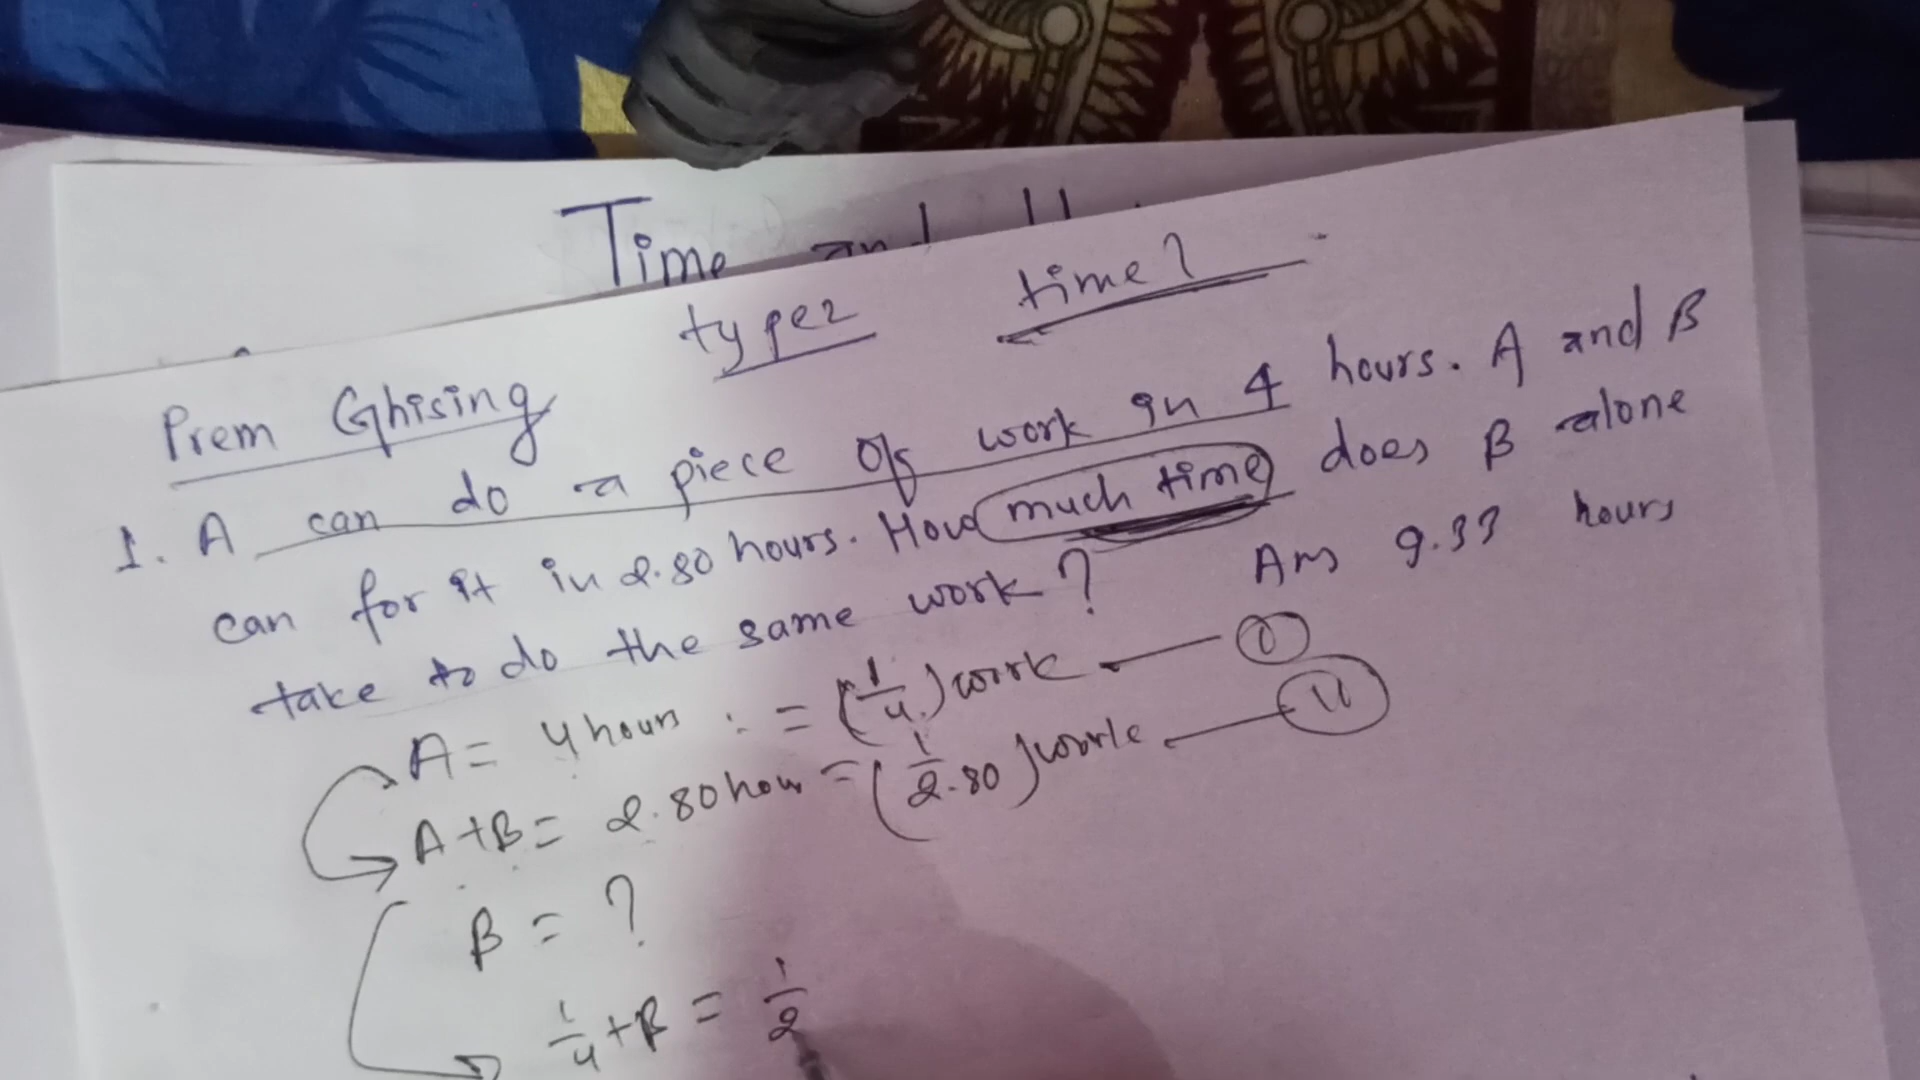 Time and
type2 time?
Prem Ghising
1. A can do a piece of work in 4 hours. A and B
can for it in 2.80 hours. How much time does B alone
take to do the same work? Ans 9.33 hours
A = 4 hours : = (1/4) work — I
A+B = 2.80 hour = (1/2.80) work — II
B = ?
1/4 + B = 1/2